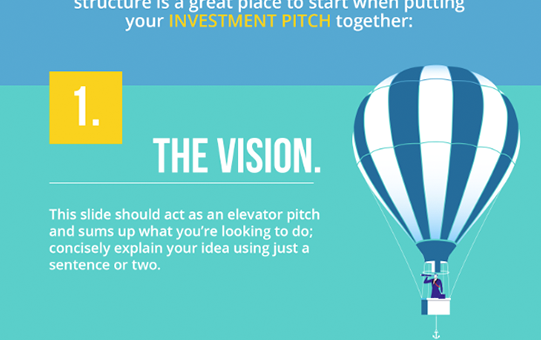 structure is a great place to start when putting
your INVESTMENT PITCH together:
1.
THE VISION.
This slide should act as an elevator pitch
and sums up what you're looking to do;
concisely explain your idea using just a
sentence or two.